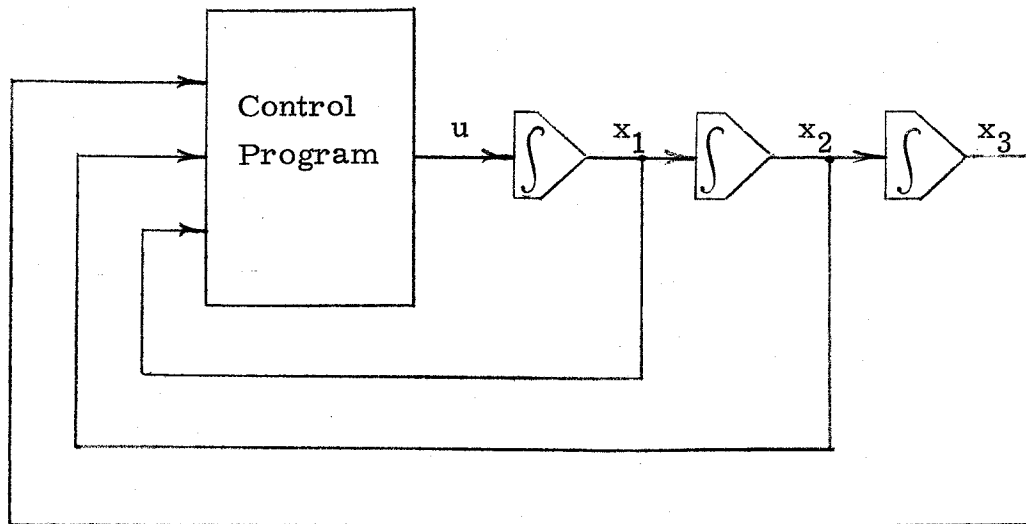 Control
Program
u
∫
x₁
∫
x₂
∫
x₃